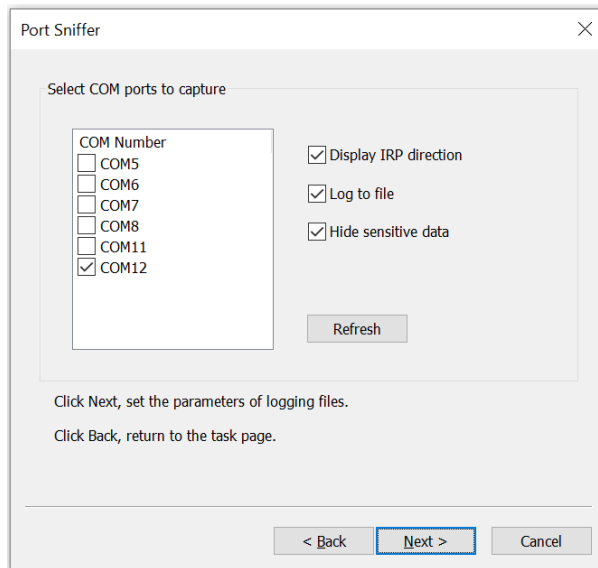 Port Sniffer
Select COM ports to capture
COM Number
COM5
COM6
COM7
COM8
COM11
COM12
Display IRP direction
Log to file
Hide sensitive data
Refresh
Click Next, set the parameters of logging files.
Click Back, return to the task page.
< Back
Next >
Cancel